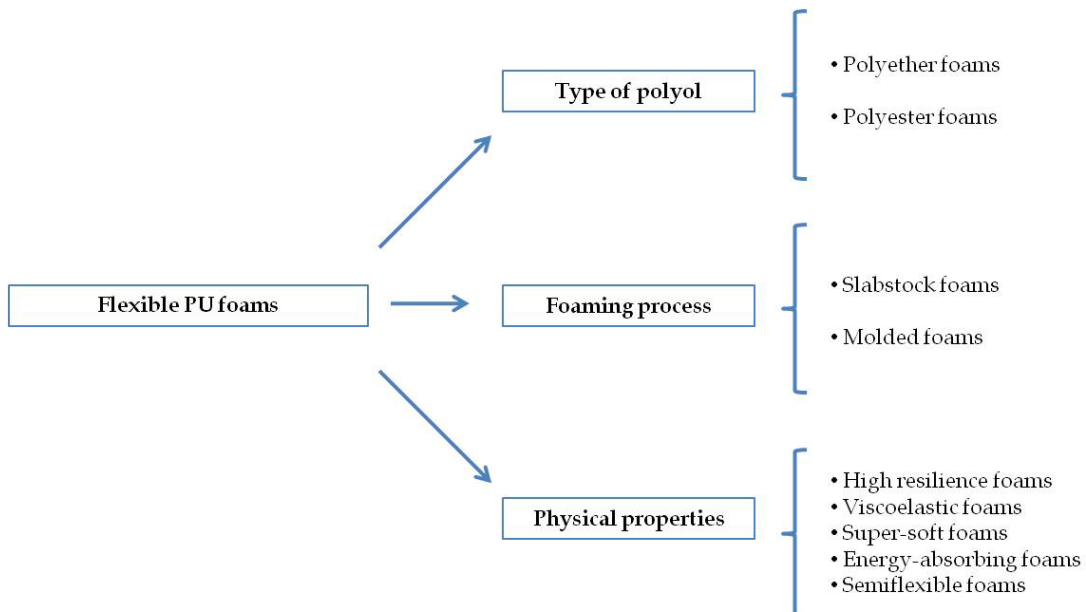 Type of polyol
• Polyether foams
• Polyester foams
Flexible PU foams
Foaming process
• Slabstock foams
• Molded foams
Physical properties
• High resilience foams
• Viscoelastic foams
• Super-soft foams
• Energy-absorbing foams
• Semiflexible foams